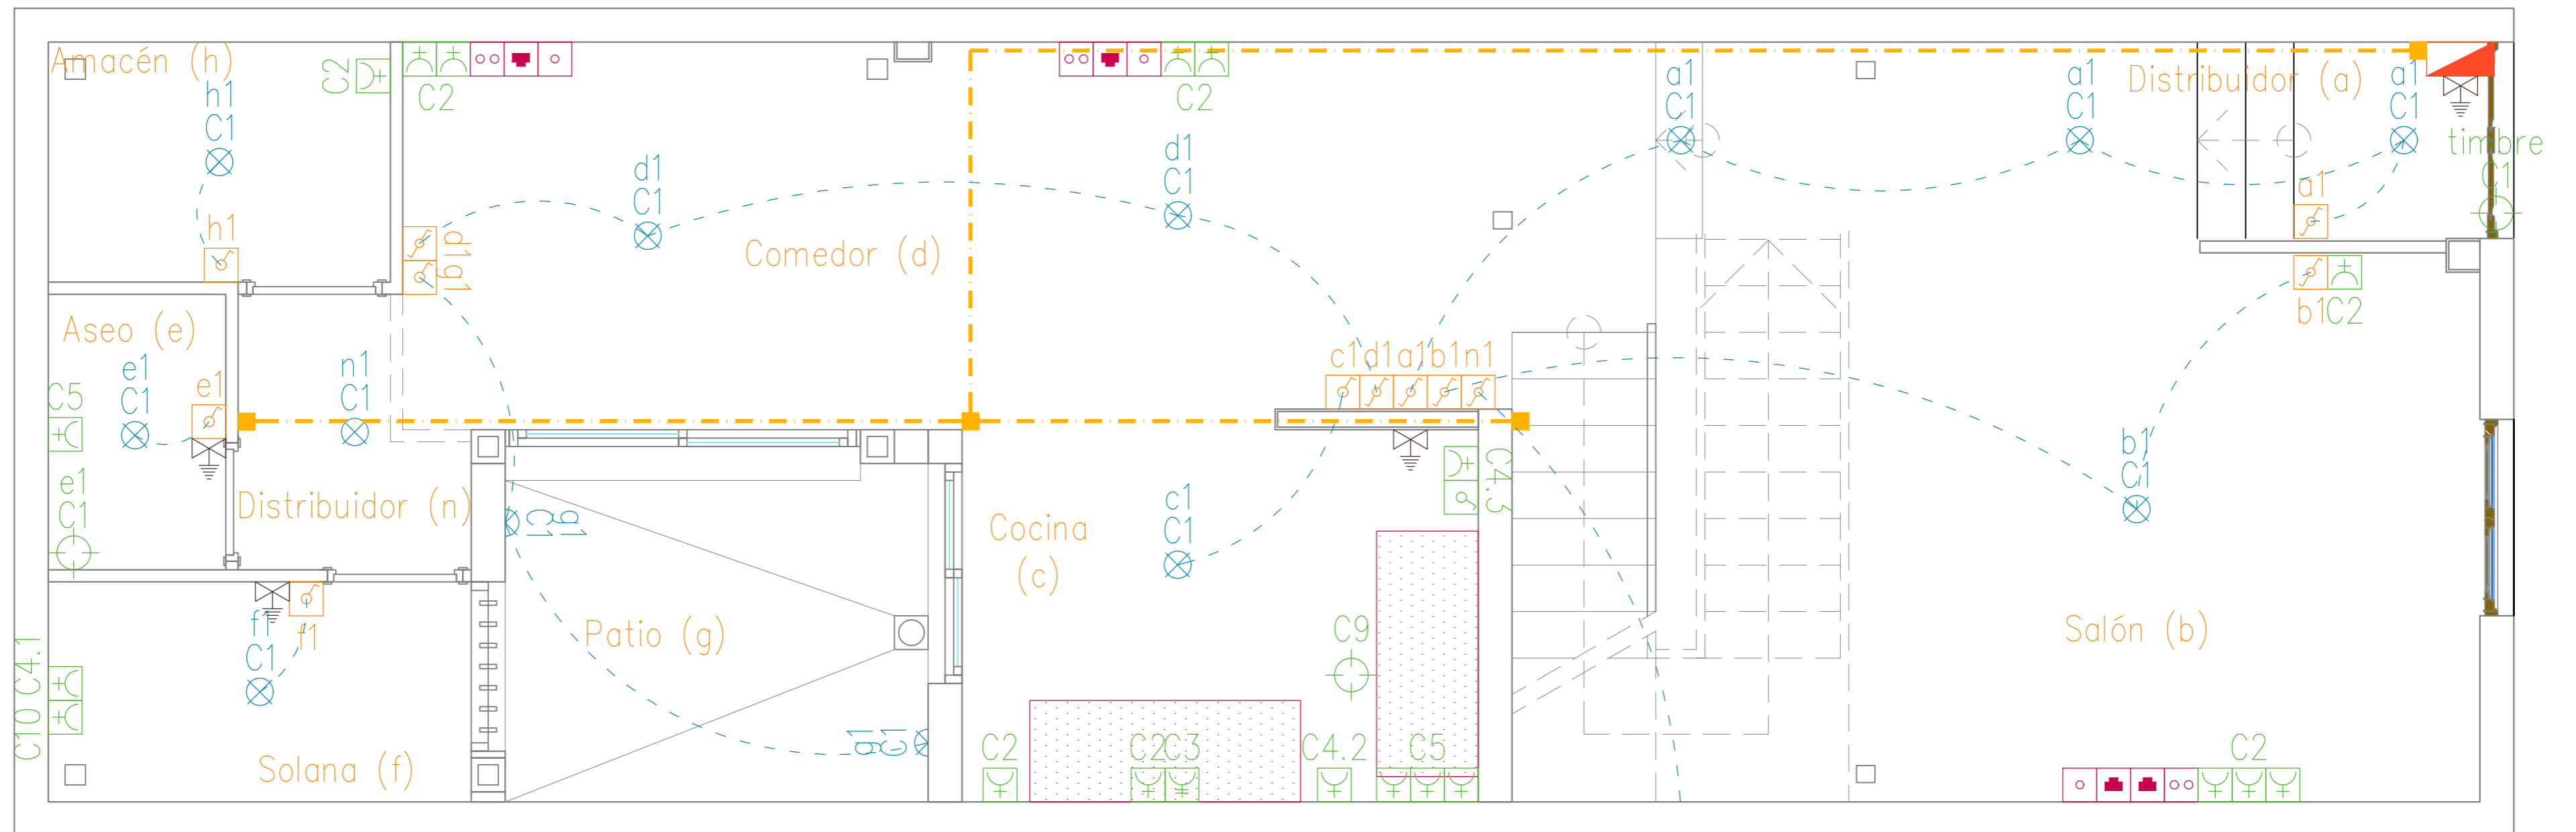 Amacén (h)
h1
C1
C2
C2
C2
a1
C1
a1
C1
Distribuidor (a)
a1
C1
timbre
C1
d1
C1
d1
C1
a1
h1
d1g1
Comedor (d)
b1C2
Aseo (e)
e1
C1
e1
n1
C1
c1d1a1b1n1
C5
e1
C1
Distribuidor (n)
g1
C1
c1
C1
C4.3
Cocina
(c)
b1
C1
f1
C1
f1
Patio (g)
C9
Salón (b)
C10 C4.1
Solana (f)
g1
C1
C2
C2C3
C4.2
C5
C2